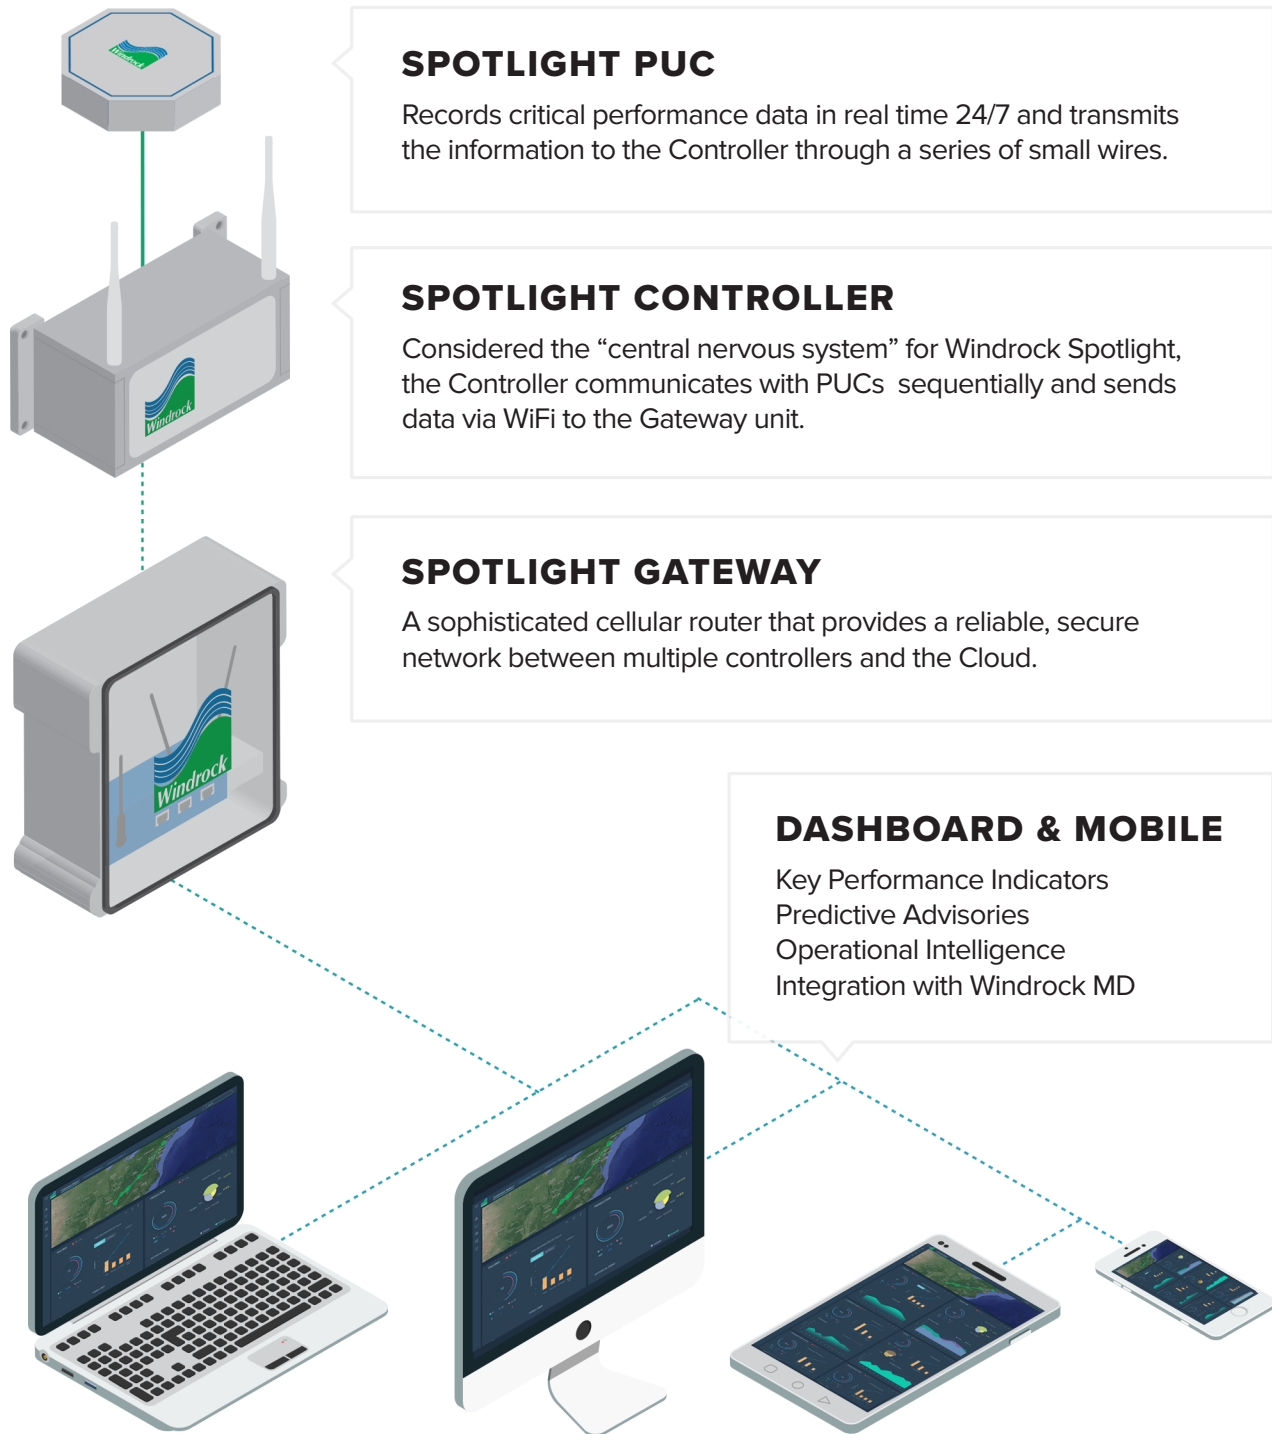 Windrock
SPOTLIGHT PUC
Records critical performance data in real time 24/7 and transmits
the information to the Controller through a series of small wires.
SPOTLIGHT CONTROLLER
Considered the “central nervous system” for Windrock Spotlight,
the Controller communicates with PUCs  sequentially and sends
data via WiFi to the Gateway unit.
Windrock
SPOTLIGHT GATEWAY
A sophisticated cellular router that provides a reliable, secure
network between multiple controllers and the Cloud.
Windrock
DASHBOARD & MOBILE
Key Performance Indicators
Predictive Advisories
Operational Intelligence
Integration with Windrock MD